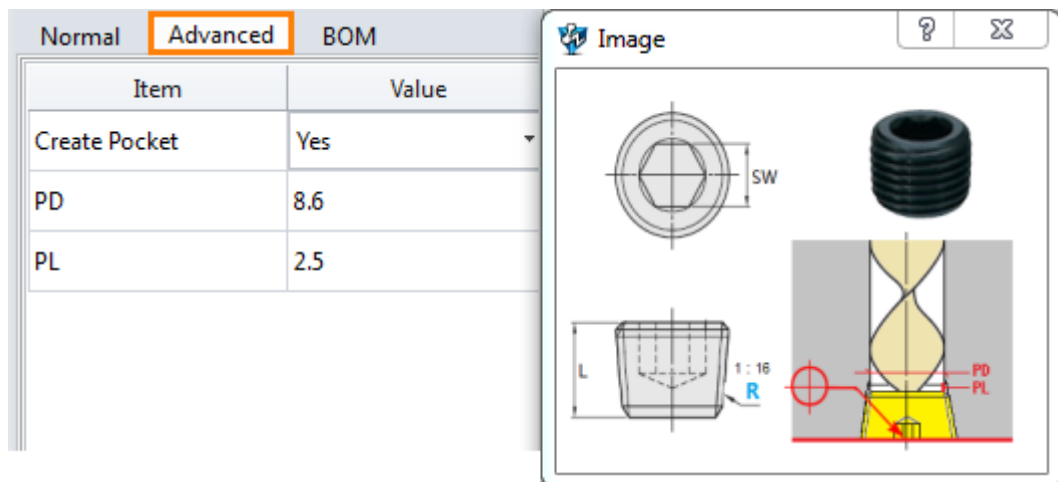 Normal Advanced BOM
Item Value
Create Pocket Yes
PD 8.6
PL 2.5
Image
SW
L
1 : 16
R
PD
PL